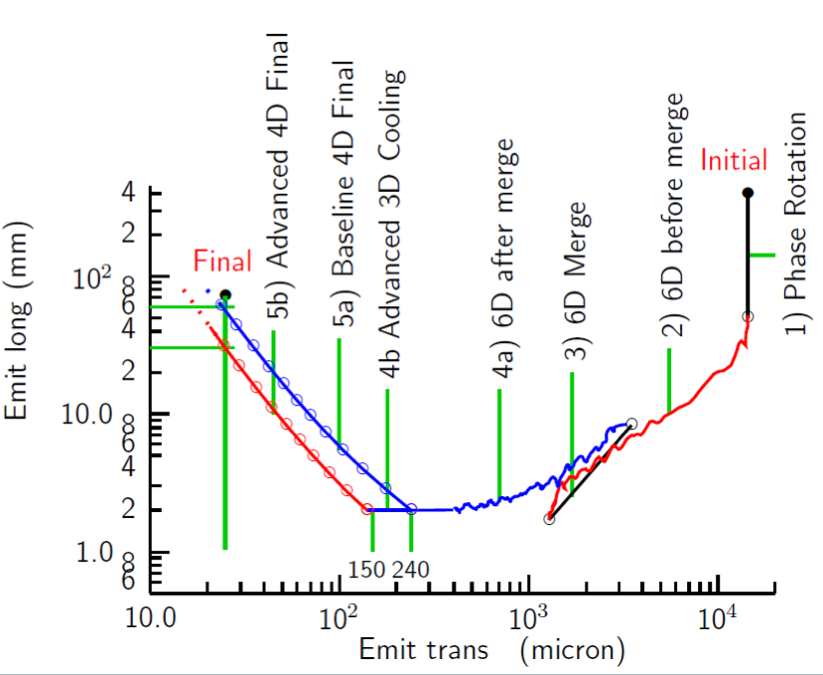 5b) Advanced 4D Final
5a) Baseline 4D Final
4b Advanced 3D Cooling
4a) 6D after merge
3) 6D Merge
2) 6D before merge
1) Phase Rotation
Initial
Final
Emit long (mm)
4
2
10²
8
6
4
2
10.0
8
6
4
2
1.0
8
6
150 240
10.0 10² 10³ 10⁴
Emit trans (micron)